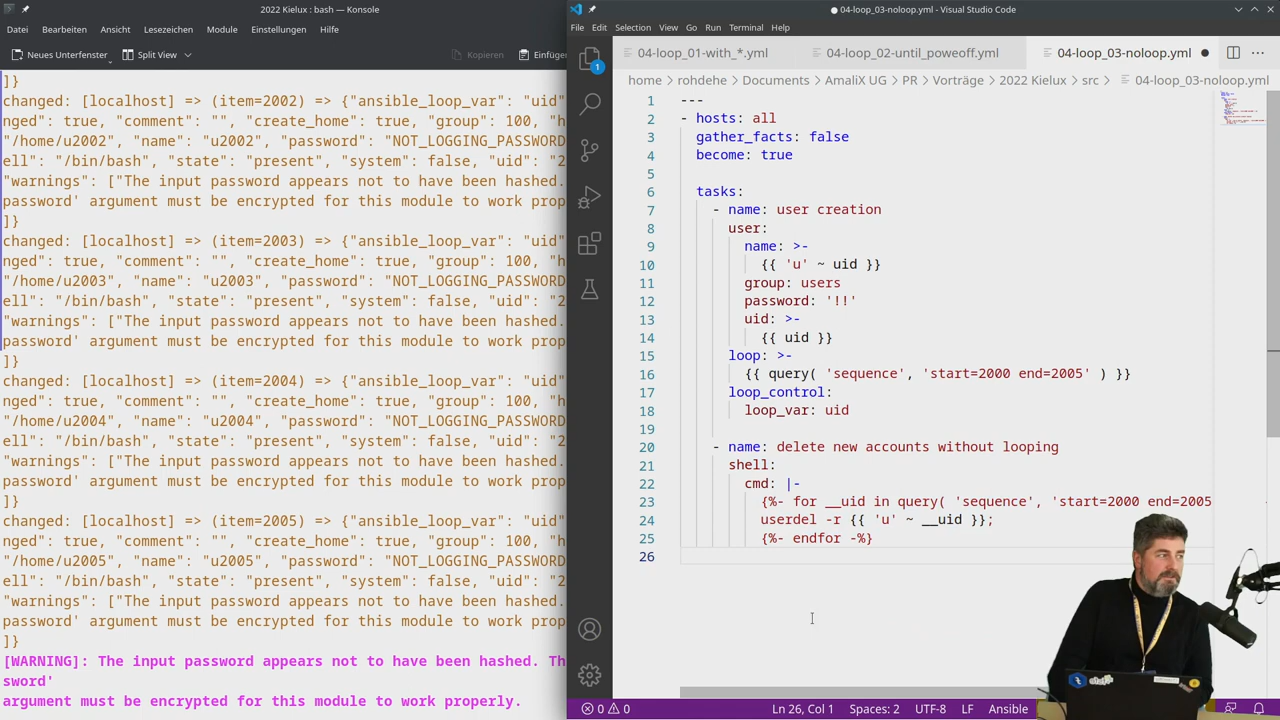 2022 Kielux : bash — Konsole
Datei Bearbeiten Ansicht Lesezeichen Module Einstellungen Hilfe
Neues Unterfenster Split View Kopieren Einfüger
]}
changed: [localhost] => (item=2002) => {"ansible_loop_var": "uid"
nged": true, "comment": "", "create_home": true, "group": 100, "h
"/home/u2002", "name": "u2002", "password": "NOT_LOGGING_PASSWORD
ell": "/bin/bash", "state": "present", "system": false, "uid": "2
"warnings": ["The input password appears not to have been hashed.
password' argument must be encrypted for this module to work prop
]}
changed: [localhost] => (item=2003) => {"ansible_loop_var": "uid"
nged": true, "comment": "", "create_home": true, "group": 100, "h
"/home/u2003", "name": "u2003", "password": "NOT_LOGGING_PASSWORD
ell": "/bin/bash", "state": "present", "system": false, "uid": "2
"warnings": ["The input password appears not to have been hashed.
password' argument must be encrypted for this module to work prop
]}
changed: [localhost] => (item=2004) => {"ansible_loop_var": "uid"
nged": true, "comment": "", "create_home": true, "group": 100, "h
"/home/u2004", "name": "u2004", "password": "NOT_LOGGING_PASSWORD
ell": "/bin/bash", "state": "present", "system": false, "uid": "2
"warnings": ["The input password appears not to have been hashed.
password' argument must be encrypted for this module to work prop
]}
changed: [localhost] => (item=2005) => {"ansible_loop_var": "uid"
nged": true, "comment": "", "create_home": true, "group": 100, "h
"/home/u2005", "name": "u2005", "password": "NOT_LOGGING_PASSWORD
ell": "/bin/bash", "state": "present", "system": false, "uid": "2
"warnings": ["The input password appears not to have been hashed.
password' argument must be encrypted for this module to work prop
]}
[WARNING]: The input password appears not to have been hashed. Th
sword'
argument must be encrypted for this module to work properly.
● 04-loop_03-noloop.yml - Visual Studio Code
File Edit Selection View Go Run Terminal Help
04-loop_01-with_*.yml 04-loop_02-until_poweoff.yml 04-loop_03-noloop.yml ●
home > rohdehe > Documents > AmaliX UG > PR > Vorträge > 2022 Kielux > src > 04-loop_03-noloop.yml
1
1 ---
2 - hosts: all
3 gather_facts: false
4 become: true
5
6 tasks:
7 - name: user creation
8 user:
9 name: >-
10 {{ 'u' ~ uid }}
11 group: users
12 password: '!!'
13 uid: >-
14 {{ uid }}
15 loop: >-
16 {{ query( 'sequence', 'start=2000 end=2005' ) }}
17 loop_control:
18 loop_var: uid
19
20 - name: delete new accounts without looping
21 shell:
22 cmd: |-
23 {%- for __uid in query( 'sequence', 'start=2000 end=2005
24 userdel -r {{ 'u' ~ __uid }};
25 {%- endfor -%}
26
0 0 Ln 26, Col 1 Spaces: 2 UTF-8 LF Ansible